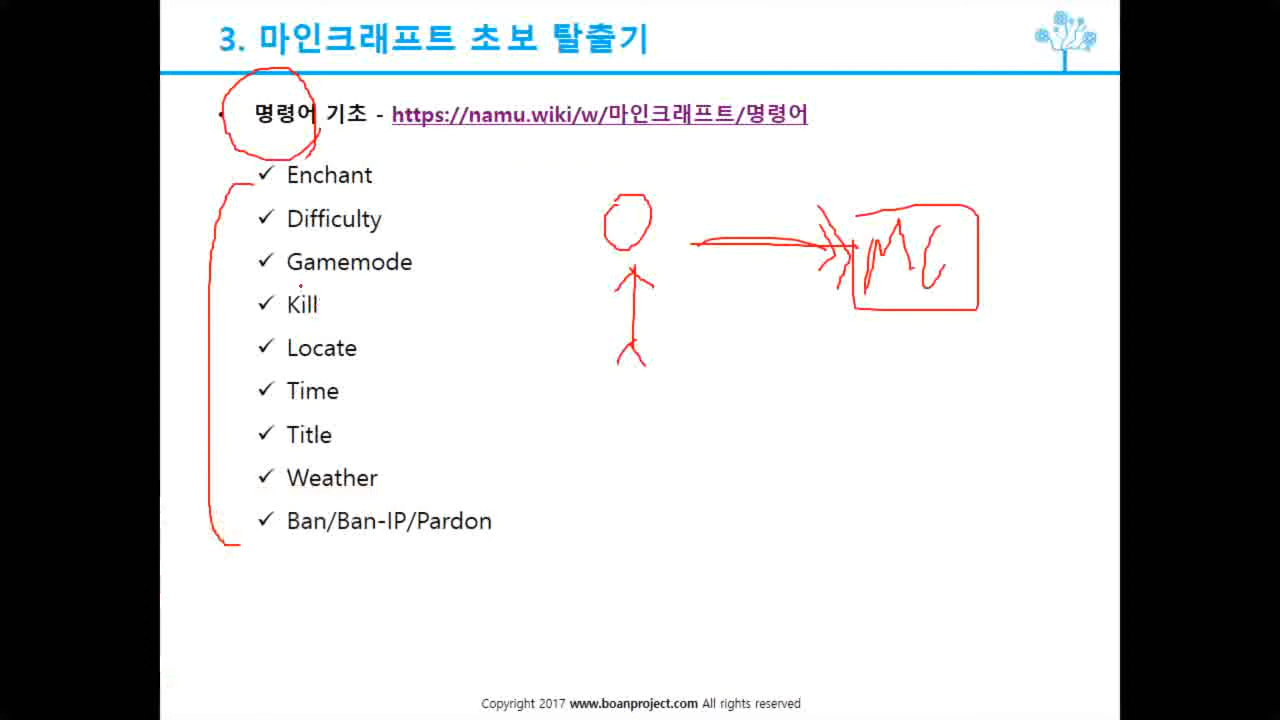 3. 마인크래프트 초보 탈출기
• 명령어 기초 - https://namu.wiki/w/마인크래프트/명령어
✓ Enchant
✓ Difficulty
✓ Gamemode
✓ Kill
✓ Locate
✓ Time
✓ Title
✓ Weather
✓ Ban/Ban-IP/Pardon
MC
Copyright 2017 www.boanproject.com All rights reserved